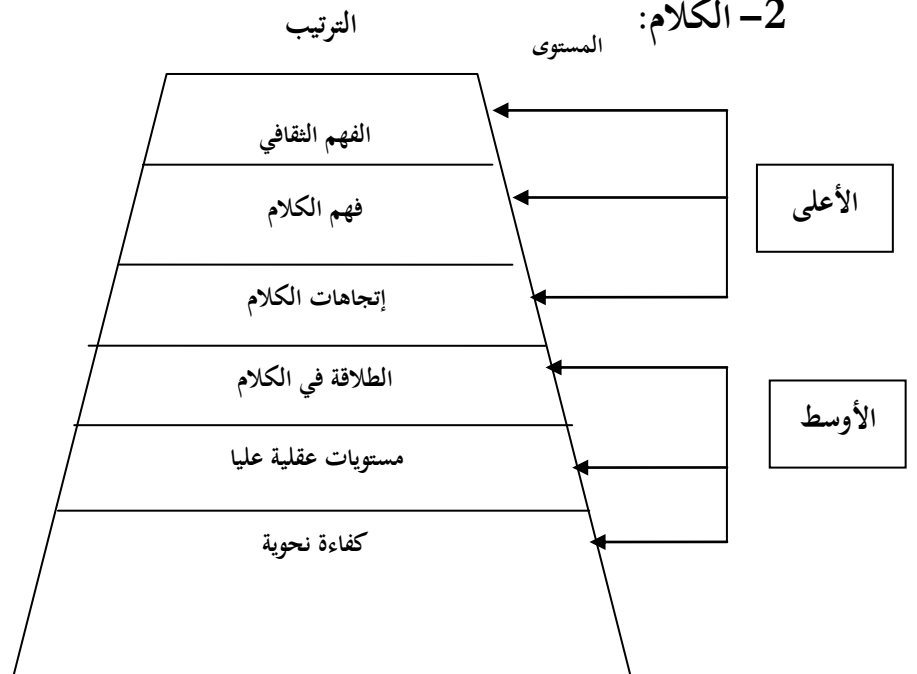 2– الكلام:
الترتيب
المستوى
الفهم الثقافي
فهم الكلام
إتجاهات الكلام
الأعلى
الطلاقة في الكلام
مستويات عقلية عليا
كفاءة نحوية
الأوسط